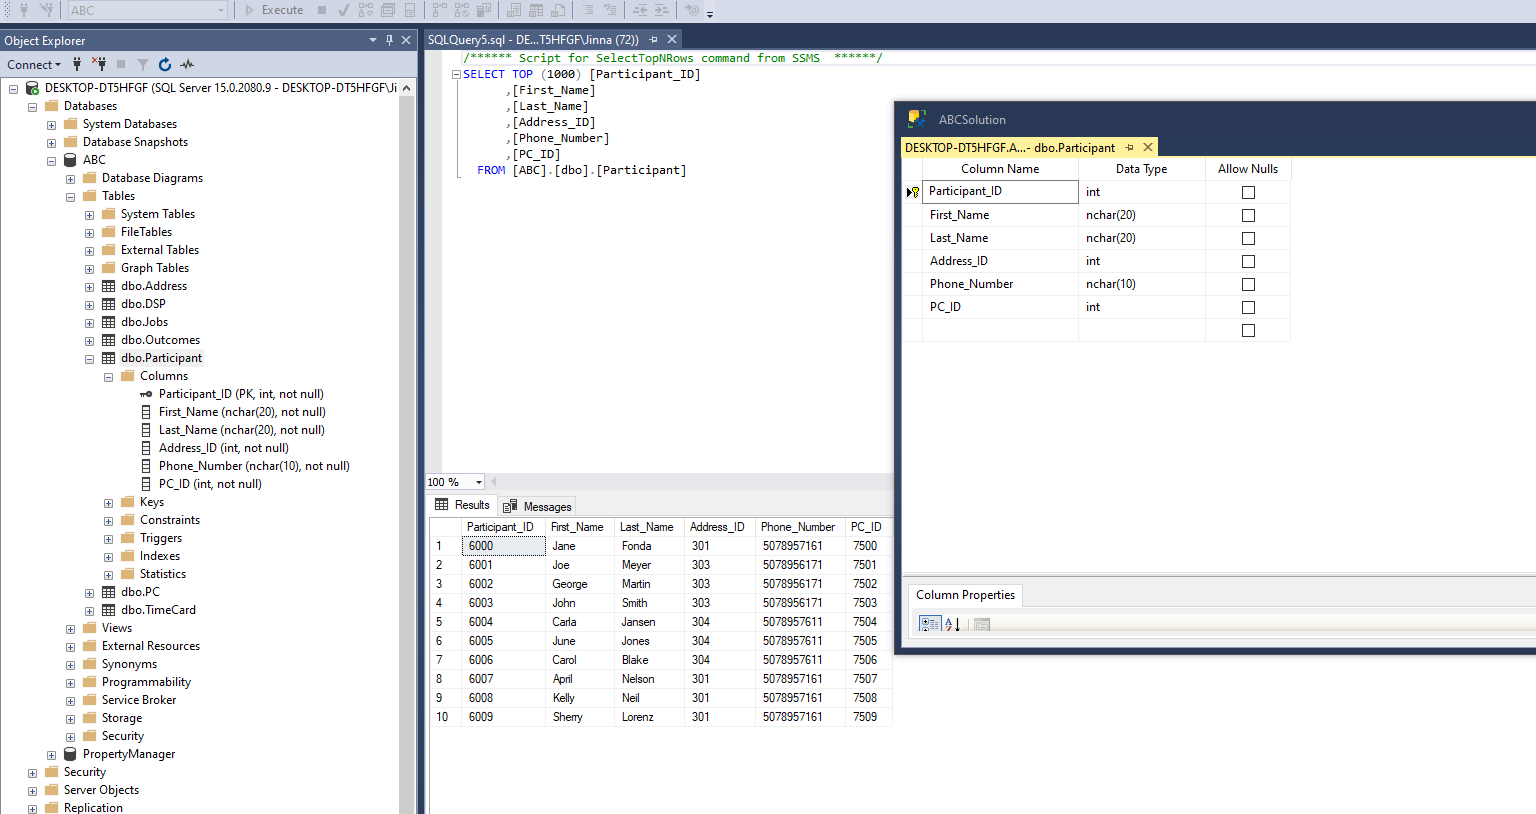 ABC
Execute
Object Explorer
Connect
DESKTOP-DT5HFGF (SQL Server 15.0.2080.9 - DESKTOP-DT5HFGF\Ji
Databases
System Databases
Database Snapshots
ABC
Database Diagrams
Tables
System Tables
FileTables
External Tables
Graph Tables
dbo.Address
dbo.DSP
dbo.Jobs
dbo.Outcomes
dbo.Participant
Columns
Participant_ID (PK, int, not null)
First_Name (nchar(20), not null)
Last_Name (nchar(20), not null)
Address_ID (int, not null)
Phone_Number (nchar(10), not null)
PC_ID (int, not null)
Keys
Constraints
Triggers
Indexes
Statistics
dbo.PC
dbo.TimeCard
Views
External Resources
Synonyms
Programmability
Service Broker
Storage
Security
PropertyManager
Security
Server Objects
Replication
SQLQuery5.sql - DE...T5HFGF\Jinna (72))
/****** Script for SelectTopNRows command from SSMS  ******/
SELECT TOP (1000) [Participant_ID]
,[First_Name]
,[Last_Name]
,[Address_ID]
,[Phone_Number]
,[PC_ID]
FROM [ABC].[dbo].[Participant]
100 %
Results Messages
Participant_ID First_Name Last_Name Address_ID Phone_Number PC_ID
1 6000 Jane Fonda 301 5078957161 7500
2 6001 Joe Meyer 303 5078956171 7501
3 6002 George Martin 303 5078956171 7502
4 6003 John Smith 303 5078956171 7503
5 6004 Carla Jansen 304 5078957611 7504
6 6005 June Jones 304 5078957611 7505
7 6006 Carol Blake 304 5078957611 7506
8 6007 April Nelson 301 5078957161 7507
9 6008 Kelly Neil 301 5078957161 7508
10 6009 Sherry Lorenz 301 5078957161 7509
ABCSolution
DESKTOP-DT5HFGF.A...- dbo.Participant
Column Name Data Type Allow Nulls
Participant_ID int
First_Name nchar(20)
Last_Name nchar(20)
Address_ID int
Phone_Number nchar(10)
PC_ID int
Column Properties